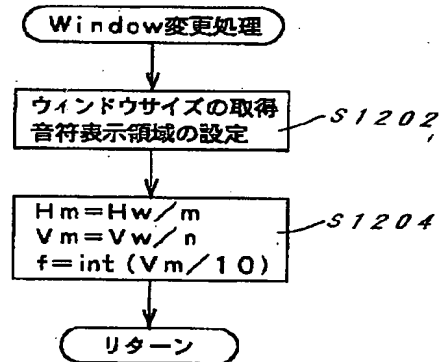 Window変更処理
ウィンドウサイズの取得
音符表示領域の設定
S1202
Hm=Hw/m
Vm=Vw/n
f=int(Vm/10)
S1204
リターン